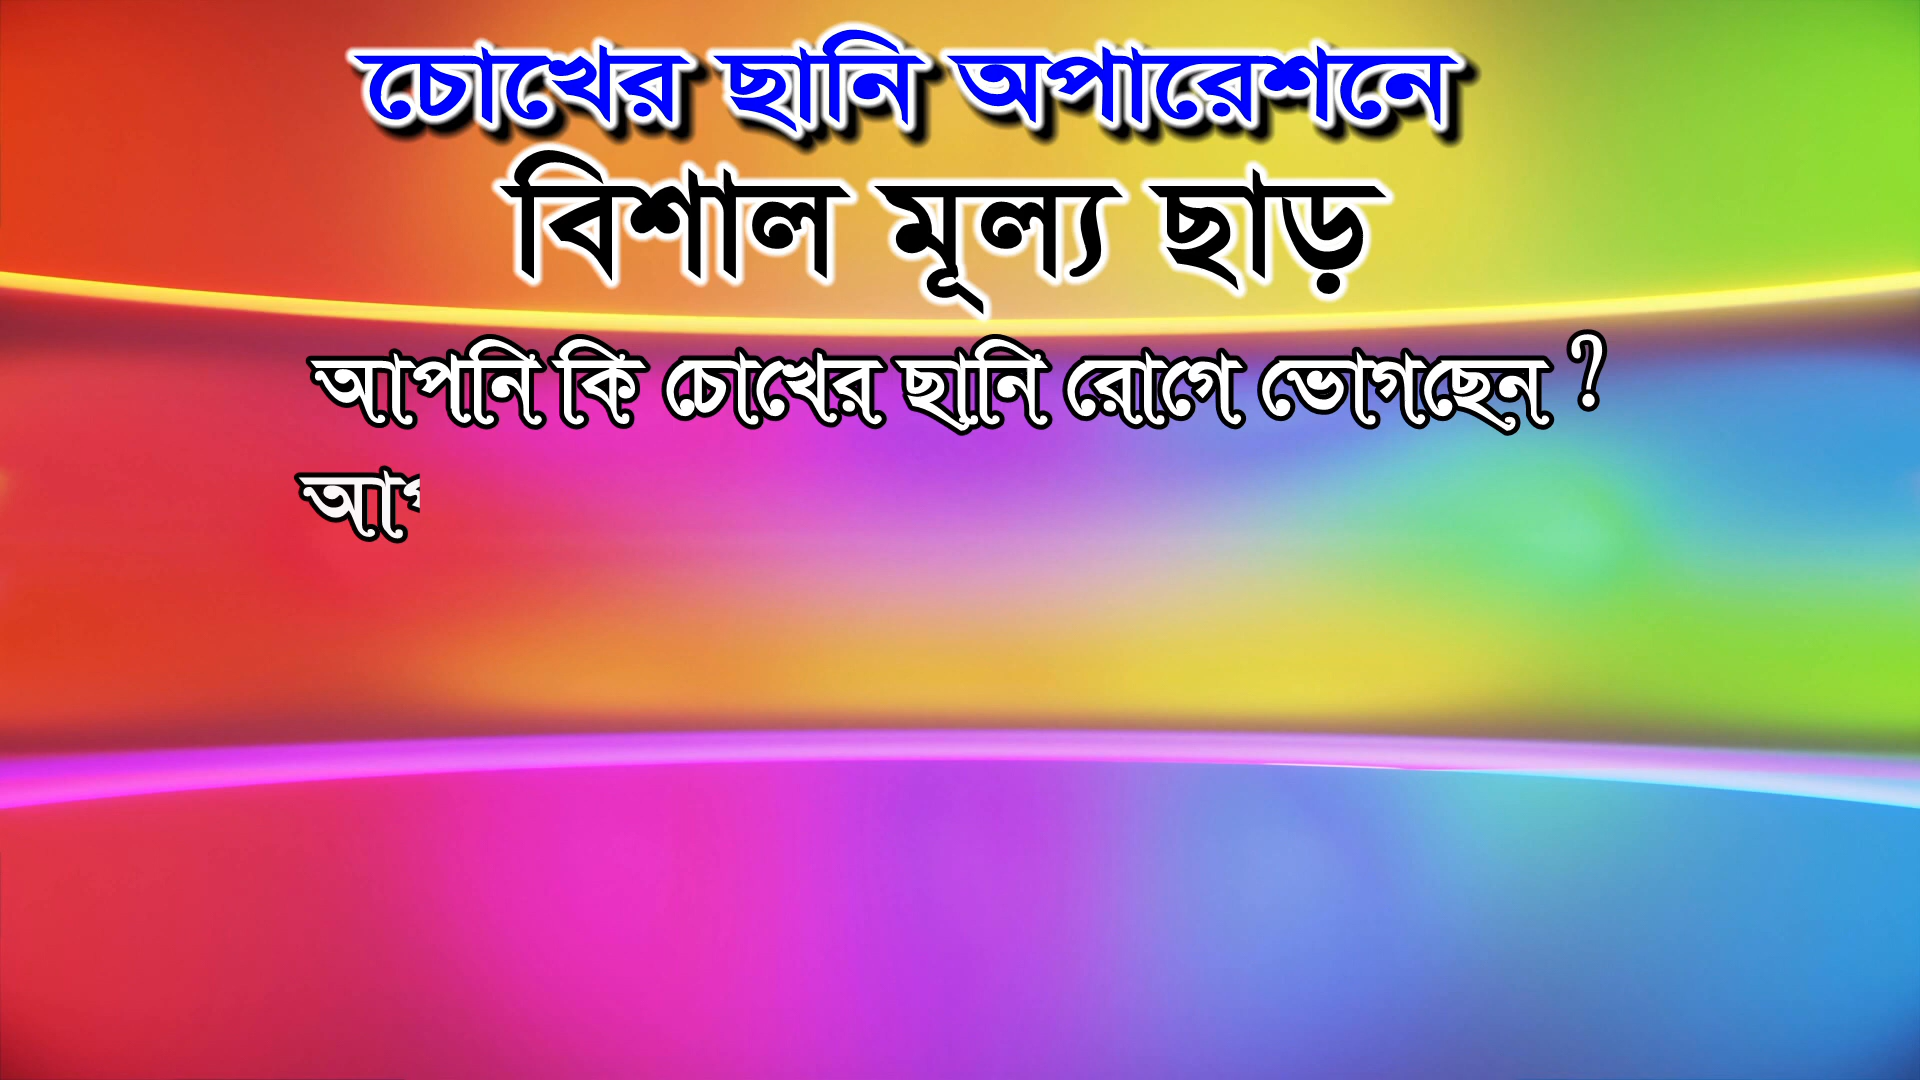 চোখের ছানি অপারেশনে
বিশাল মূল্য ছাড়
আপনি কি চোখের ছানি রোগে ভোগছেন ?